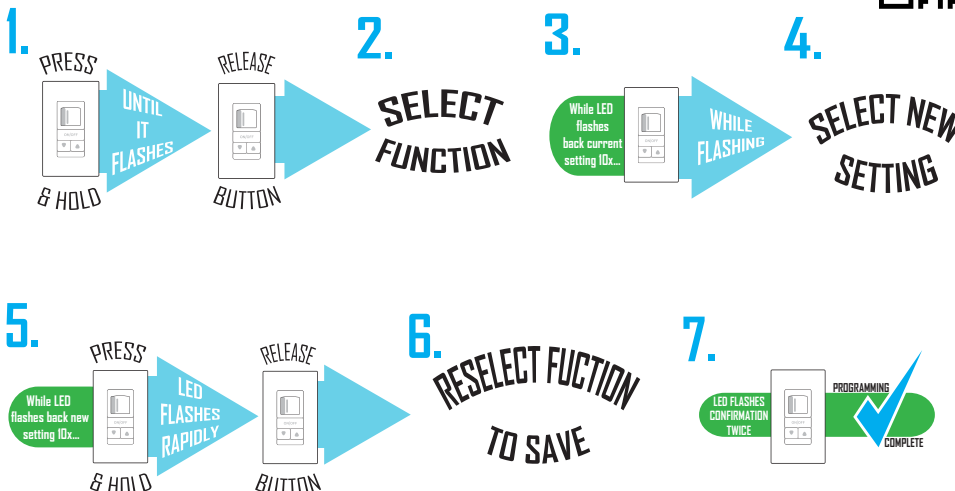 1.
PRESS
& HOLD
UNTIL
IT
FLASHES
RELEASE
BUTTON
2.
SELECT
FUNCTION
3.
While LED
flashes
back current
setting 10x...
WHILE
FLASHING
4.
SELECT NEW
SETTING
5.
PRESS
& HOLD
While LED
flashes back new
setting 10x...
LED
FLASHES
RAPIDLY
RELEASE
BUTTON
6.
RESELECT FUCTION
TO SAVE
7.
LED FLASHES
CONFIRMATION
TWICE
PROGRAMMING
COMPLETE